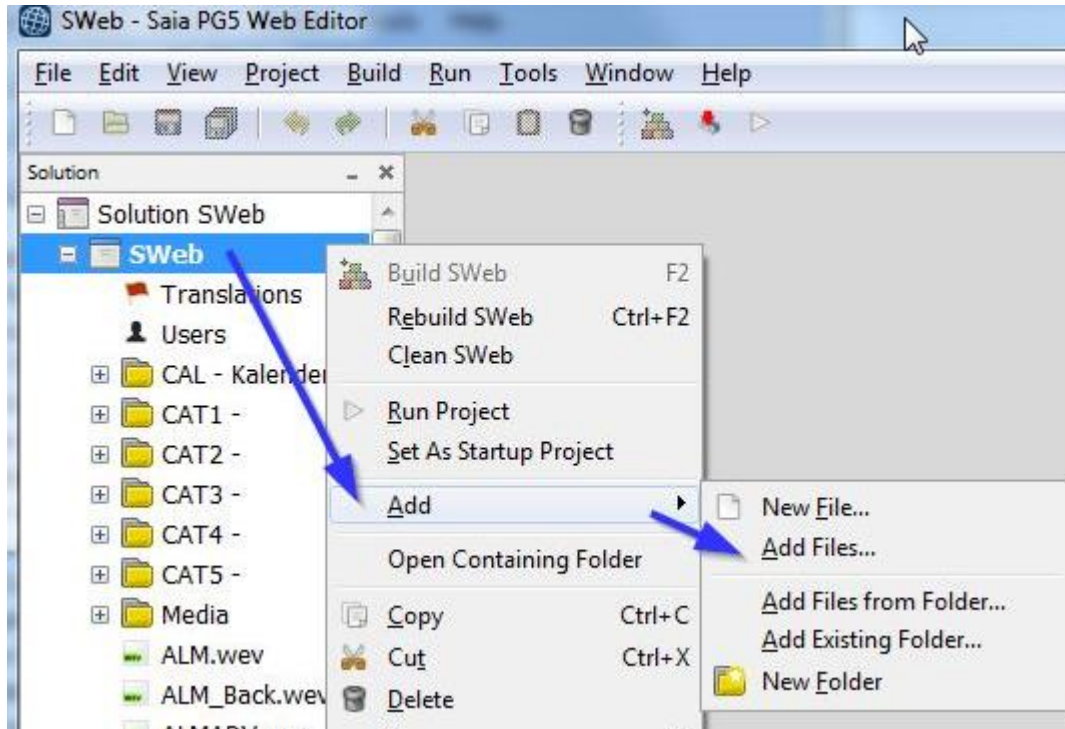 SWeb - Saia PG5 Web Editor
File Edit View Project Build Run Tools Window Help
Solution
Solution SWeb
SWeb
Translations
Users
CAL - Kalender
CAT1 -
CAT2 -
CAT3 -
CAT4 -
CAT5 -
Media
ALM.wev
ALM_Back.wev
Build SWeb F2
Rebuild SWeb Ctrl+F2
Clean SWeb
Run Project
Set As Startup Project
Add
Open Containing Folder
Copy Ctrl+C
Cut Ctrl+X
Delete
New File...
Add Files...
Add Files from Folder...
Add Existing Folder...
New Folder